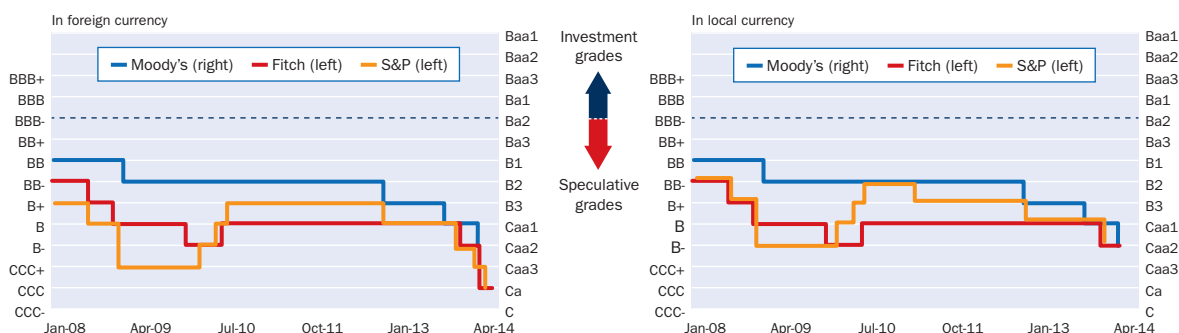 In foreign currency
Moody's (right) Fitch (left) S&P (left)
BBB+
BBB
BBB-
BB+
BB
BB-
B+
B
B-
CCC+
CCC
CCC-
Baa1
Baa2
Baa3
Ba1
Ba2
Ba3
B1
B2
B3
Caa1
Caa2
Caa3
Ca
C
Jan-08 Apr-09 Jul-10 Oct-11 Jan-13 Apr-14
Investment
grades
Speculative
grades
In local currency
Moody's (right) Fitch (left) S&P (left)
BBB+
BBB
BBB-
BB+
BB
BB-
B+
B
B-
CCC+
CCC
CCC-
Baa1
Baa2
Baa3
Ba1
Ba2
Ba3
B1
B2
B3
Caa1
Caa2
Caa3
Ca
C
Jan-08 Apr-09 Jul-10 Oct-11 Jan-13 Apr-14